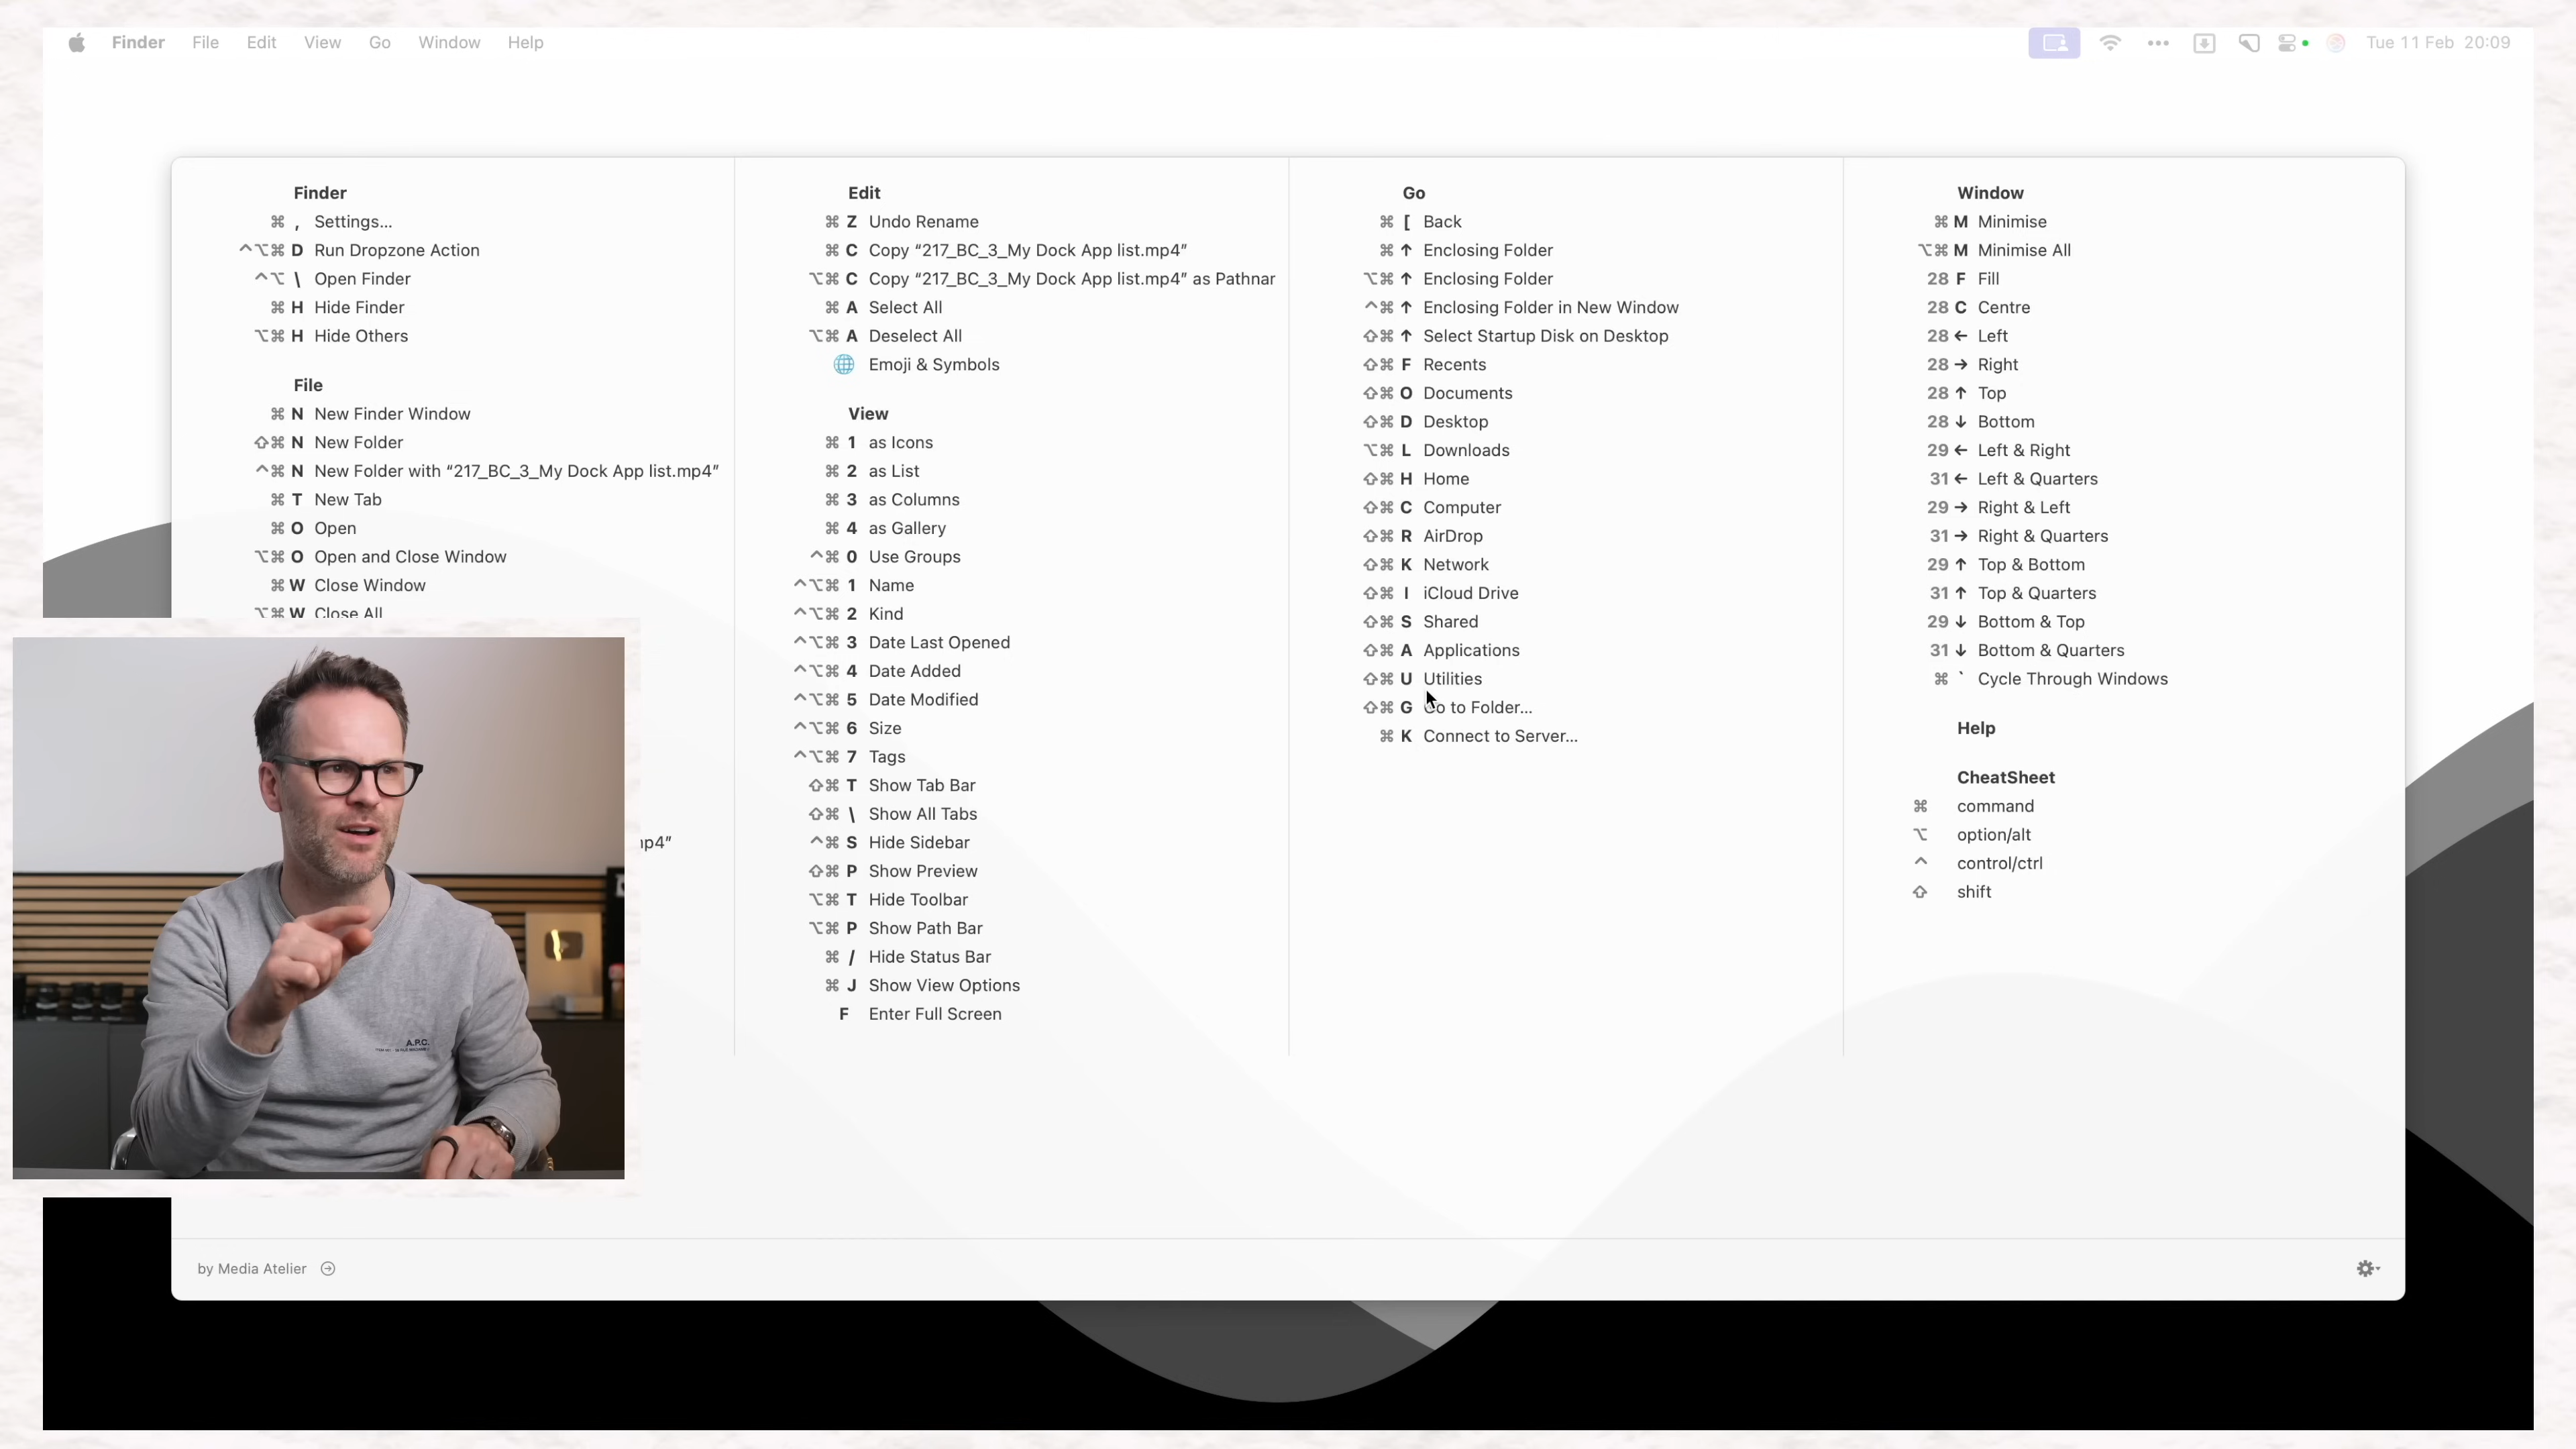 Finder File Edit View Go Window Help
Tue 11 Feb 20:09
Finder
⌘ , Settings...
^⌥⌘ D Run Dropzone Action
^⌥ \ Open Finder
⌘ H Hide Finder
⌥⌘ H Hide Others
File
⌘ N New Finder Window
⇧⌘ N New Folder
^⌘ N New Folder with “217_BC_3_My Dock App list.mp4”
⌘ T New Tab
⌘ O Open
⌥⌘ O Open and Close Window
⌘ W Close Window
⌥⌘ W Close All
Edit
⌘ Z Undo Rename
⌘ C Copy “217_BC_3_My Dock App list.mp4”
⌥⌘ C Copy “217_BC_3_My Dock App list.mp4” as Pathnar
⌘ A Select All
⌥⌘ A Deselect All
🌐 Emoji & Symbols
View
⌘ 1 as Icons
⌘ 2 as List
⌘ 3 as Columns
⌘ 4 as Gallery
^⌘ 0 Use Groups
^⌥⌘ 1 Name
^⌥⌘ 2 Kind
^⌥⌘ 3 Date Last Opened
^⌥⌘ 4 Date Added
^⌥⌘ 5 Date Modified
^⌥⌘ 6 Size
^⌥⌘ 7 Tags
⇧⌘ T Show Tab Bar
⇧⌘ \ Show All Tabs
^⌘ S Hide Sidebar
⇧⌘ P Show Preview
⌥⌘ T Hide Toolbar
⌥⌘ P Show Path Bar
⌘ / Hide Status Bar
⌘ J Show View Options
F Enter Full Screen
Go
⌘ [ Back
⌘ ↑ Enclosing Folder
⌥⌘ ↑ Enclosing Folder
^⌘ ↑ Enclosing Folder in New Window
⇧⌘ ↑ Select Startup Disk on Desktop
⇧⌘ F Recents
⇧⌘ O Documents
⇧⌘ D Desktop
⌥⌘ L Downloads
⇧⌘ H Home
⇧⌘ C Computer
⇧⌘ R AirDrop
⇧⌘ K Network
⇧⌘ I iCloud Drive
⇧⌘ S Shared
⇧⌘ A Applications
⇧⌘ U Utilities
⇧⌘ G Go to Folder...
⌘ K Connect to Server...
Window
⌘ M Minimise
⌥⌘ M Minimise All
28 F Fill
28 C Centre
28 ← Left
28 → Right
28 ↑ Top
28 ↓ Bottom
29 ← Left & Right
31 ← Left & Quarters
29 → Right & Left
31 → Right & Quarters
29 ↑ Top & Bottom
31 ↑ Top & Quarters
29 ↓ Bottom & Top
31 ↓ Bottom & Quarters
⌘ ` Cycle Through Windows
Help
CheatSheet
⌘ command
⌥ option/alt
^ control/ctrl
⇧ shift
A.P.C.
by Media Atelier